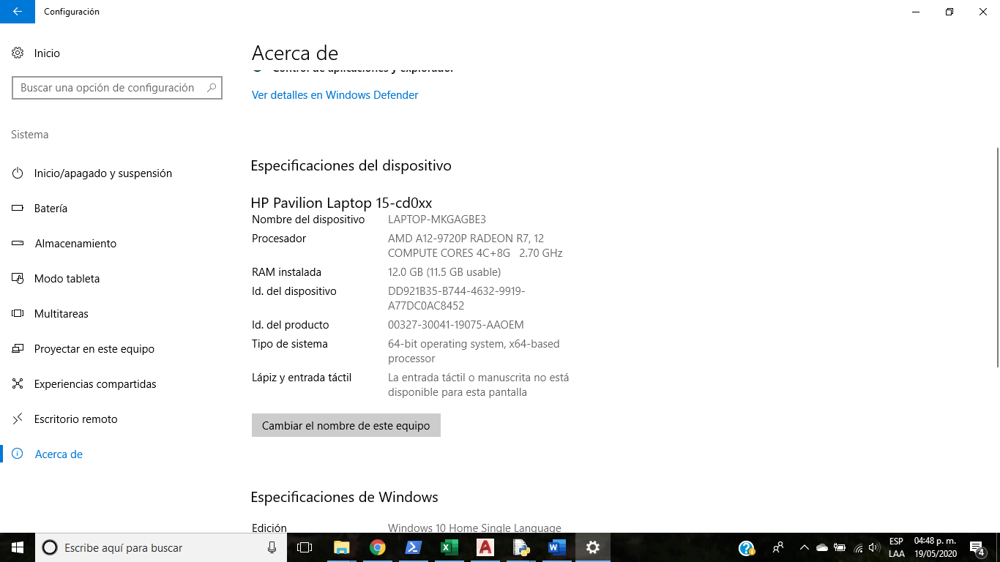 Configuración
Inicio
Buscar una opción de configuración
Sistema
Inicio/apagado y suspensión
Batería
Almacenamiento
Modo tableta
Multitareas
Proyectar en este equipo
Experiencias compartidas
Escritorio remoto
Acerca de
Acerca de
Control de aplicaciones y explorador
Ver detalles en Windows Defender
Especificaciones del dispositivo
HP Pavilion Laptop 15-cd0xx
Nombre del dispositivo LAPTOP-MKGAGBE3
Procesador AMD A12-9720P RADEON R7, 12
COMPUTE CORES 4C+8G 2.70 GHz
RAM instalada 12.0 GB (11.5 GB usable)
Id. del dispositivo DD921B35-B744-4632-9919-
A77DC0AC8452
Id. del producto 00327-30041-19075-AAOEM
Tipo de sistema 64-bit operating system, x64-based
processor
Lápiz y entrada táctil La entrada táctil o manuscrita no está
disponible para esta pantalla
Cambiar el nombre de este equipo
Especificaciones de Windows
Edición Windows 10 Home Single Language
Escribe aquí para buscar
ESP
LAA
04:48 p. m.
19/05/2020
4